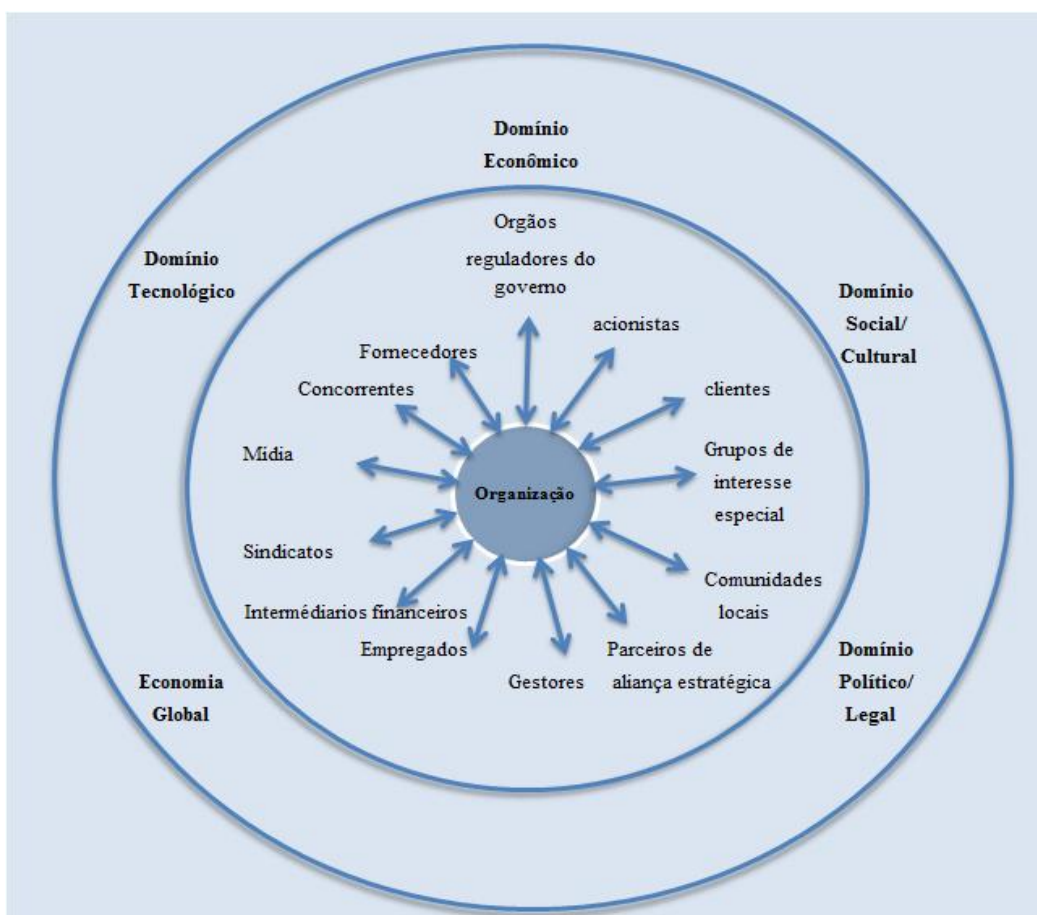 Domínio
Econômico
Domínio
Tecnológico
Domínio
Social/
Cultural
Orgãos
reguladores do
governo
acionistas
Fornecedores
Concorrentes
clientes
Mídia
Grupos de
interesse
especial
Organização
Sindicatos
Comunidades
locais
Intermédiarios financeiros
Empregados
Gestores
Parceiros de
aliança estratégica
Economia
Global
Domínio
Político/
Legal